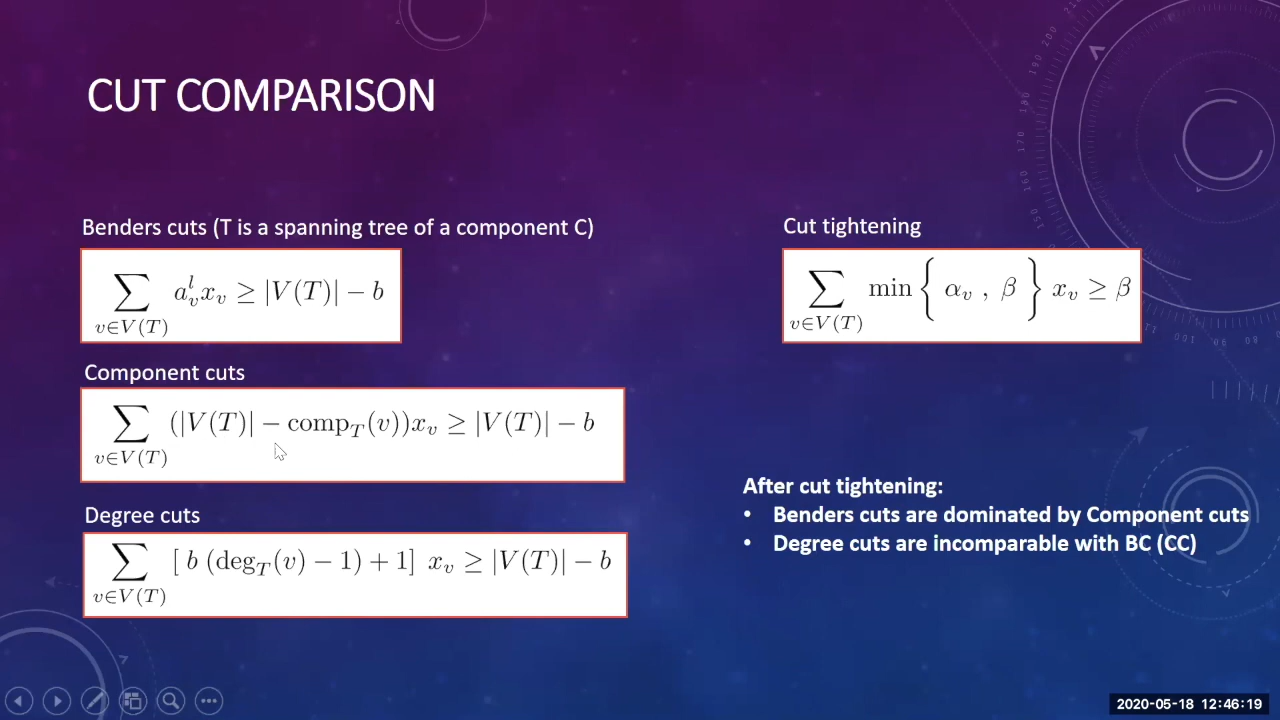 CUT COMPARISON
Benders cuts (T is a spanning tree of a component C)
∑_{v∈V(T)} a_v^l x_v ≥ |V(T)| − b
Component cuts
∑_{v∈V(T)} (|V(T)| − comp_T(v))x_v ≥ |V(T)| − b
Degree cuts
∑_{v∈V(T)} [ b (deg_T(v) − 1) + 1] x_v ≥ |V(T)| − b
Cut tightening
∑_{v∈V(T)} min { α_v , β } x_v ≥ β
After cut tightening:
• Benders cuts are dominated by Component cuts
• Degree cuts are incomparable with BC (CC)
2020-05-18 12:46:19